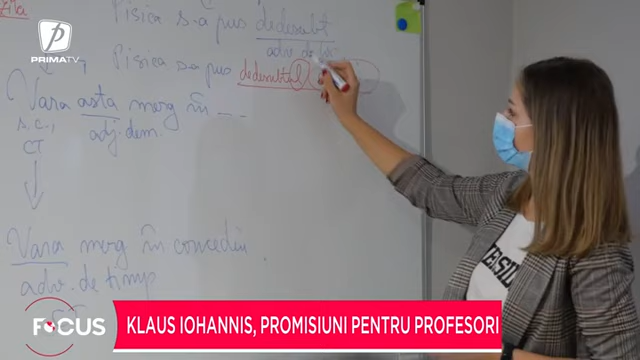 PRIMATV
Pisica s-a pus dedesubt
adv. de loc
Pisica s-a pus dedesubtul
Vara asta merg în ---
s.c., adj. dem.
CT
Vara merg în concediu.
adv. de timp
FOCUS
KLAUS IOHANNIS, PROMISIUNI PENTRU PROFESORI